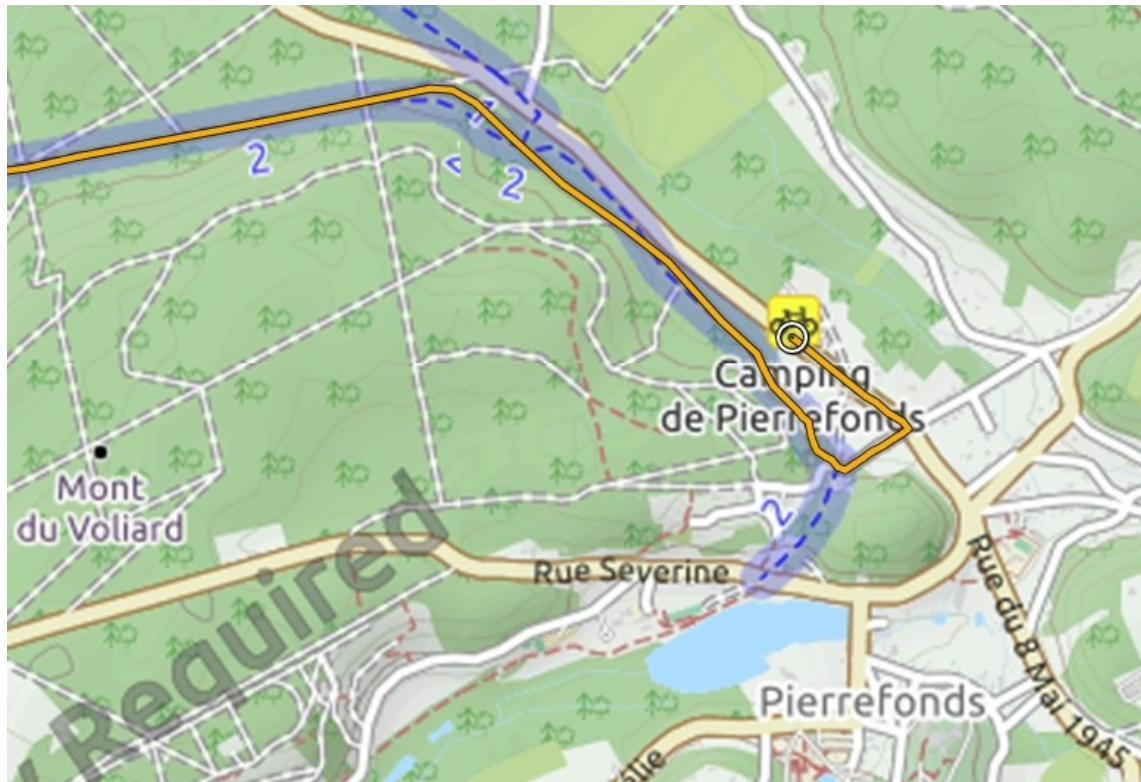 2
2
Camping
de Pierrefonds
Mont
du Voliard
2
Rue Severine
Required
Rue du 8 Mai 1945
Pierrefonds